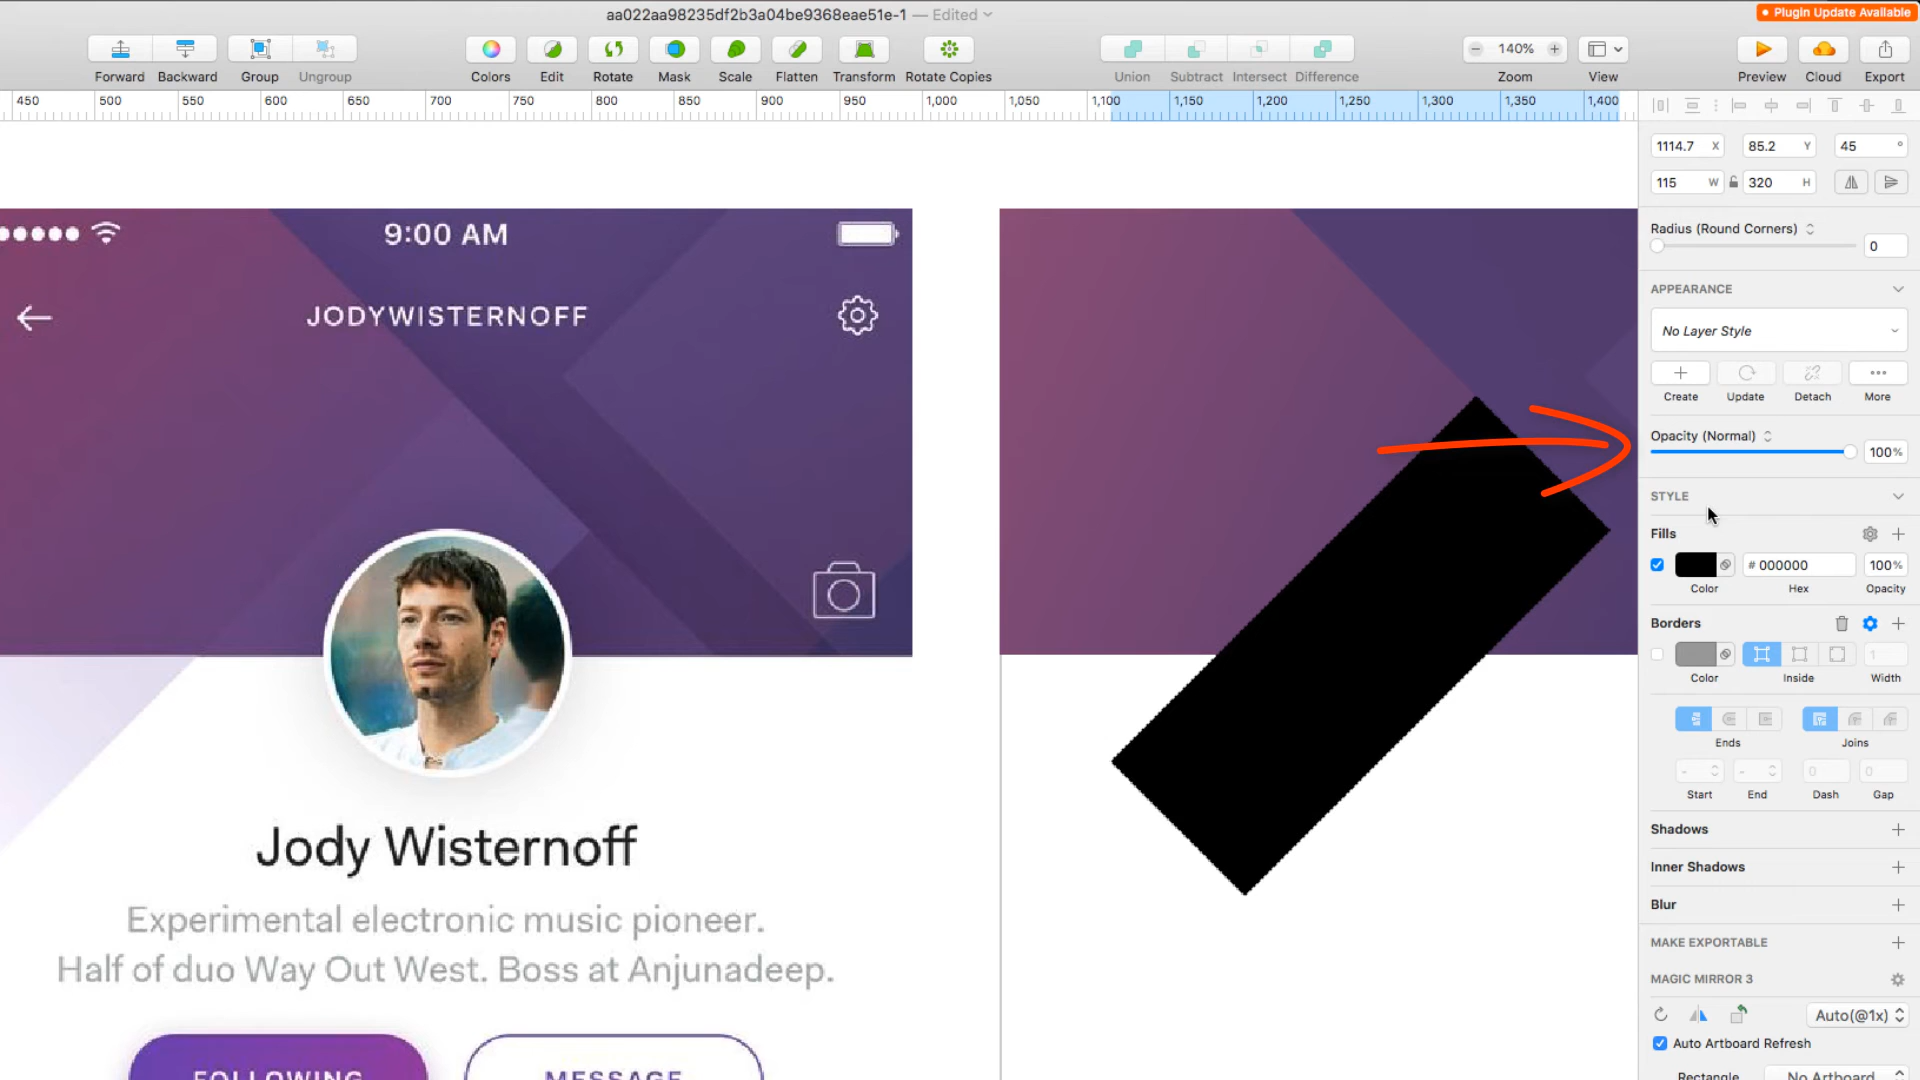 aa022aa98235df2b3a04be9368eae51e-1 — Edited
Plugin Update Available
140%
Forward Backward Group Ungroup Colors Edit Rotate Mask Scale Flatten Transform Rotate Copies Union Subtract Intersect Difference Zoom View Preview Cloud Export
450 500 550 600 650 700 750 800 850 900 950 1,000 1,050 1,100 1,150 1,200 1,250 1,300 1,350 1,400
1114.7 X 85.2 Y 45 °
115 W 320 H
Radius (Round Corners)
0
APPEARANCE
No Layer Style
Create Update Detach More
Opacity (Normal)
100%
STYLE
Fills
# 000000 100%
Color Hex Opacity
Borders
1
Color Inside Width
Ends Joins
- - 0 0
Start End Dash Gap
Shadows
Inner Shadows
Blur
MAKE EXPORTABLE
MAGIC MIRROR 3
Auto(@1x)
Auto Artboard Refresh
Rectangle No Artboard
9:00 AM
JODYWISTERNOFF
Jody Wisternoff
Experimental electronic music pioneer.
Half of duo Way Out West. Boss at Anjunadeep.
FOLLOWING MESSAGE